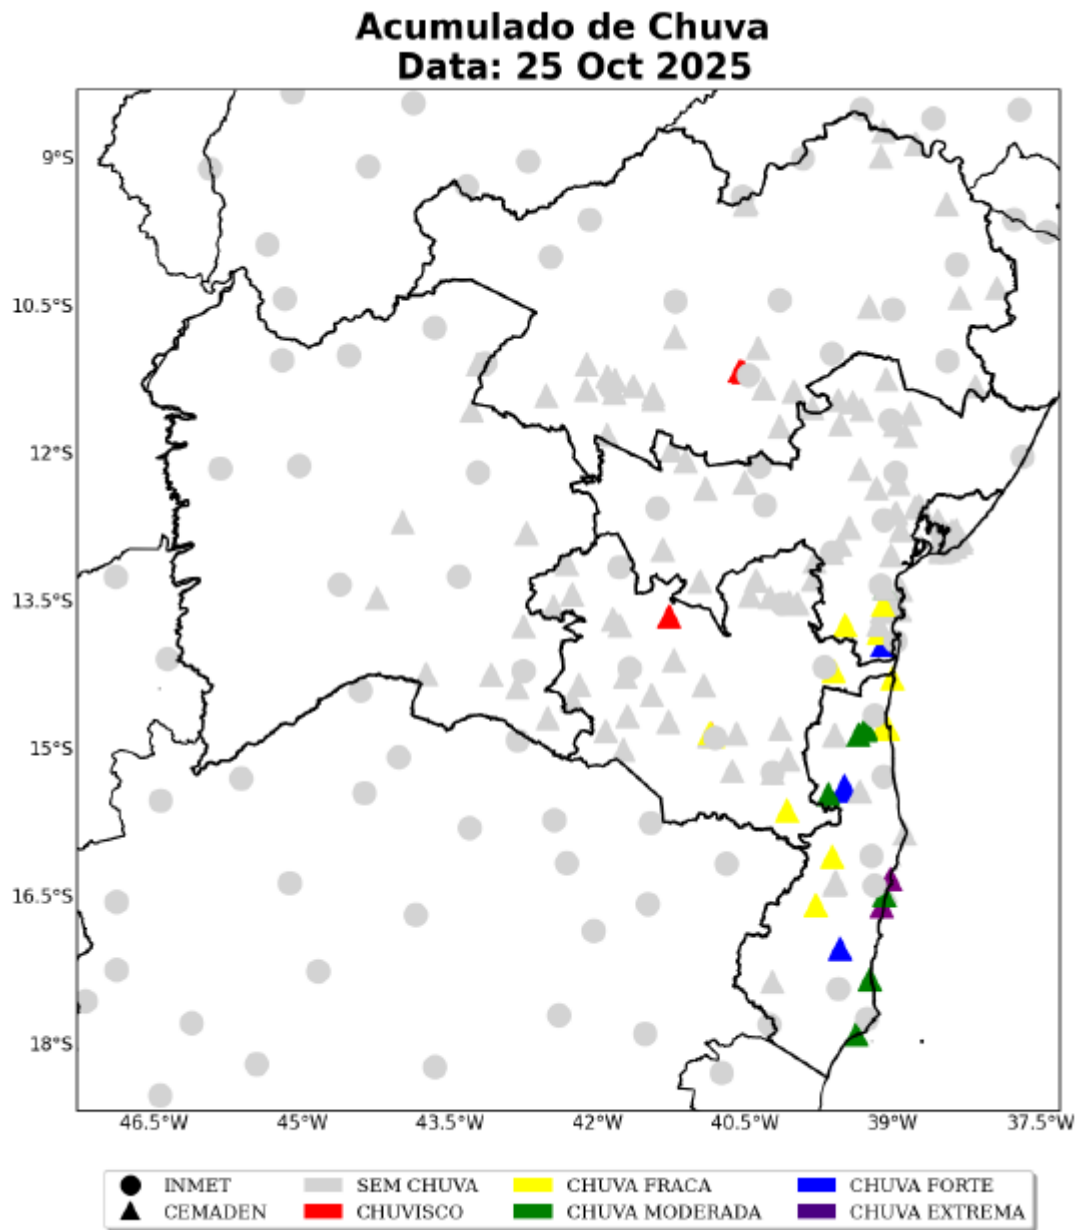 Acumulado de Chuva
Data: 25 Oct 2025
9°S
10.5°S
12°S
13.5°S
15°S
16.5°S
18°S
46.5°W 45°W 43.5°W 42°W 40.5°W 39°W 37.5°W
INMET SEM CHUVA CHUVA FRACA CHUVA FORTE
CEMADEN CHUVISCO CHUVA MODERADA CHUVA EXTREMA